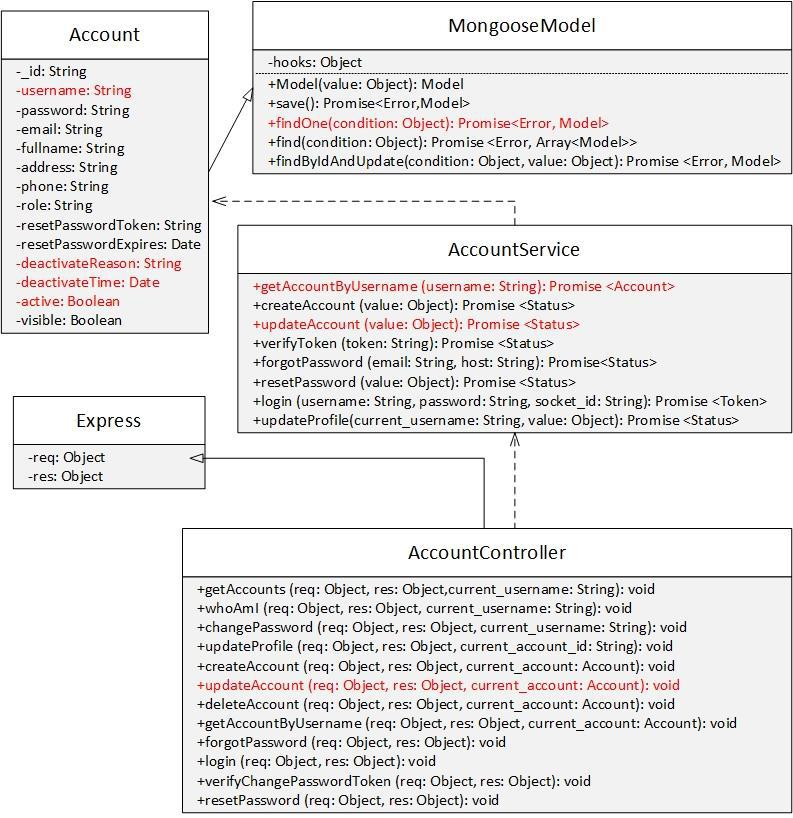 Account
-_id: String
-username: String
-password: String
-email: String
-fullname: String
-address: String
-phone: String
-role: String
-resetPasswordToken: String
-resetPasswordExpires: Date
-deactivateReason: String
-deactivateTime: Date
-active: Boolean
-visible: Boolean
MongooseModel
-hooks: Object
+Model(value: Object): Model
+save(): Promise<Error,Model>
+findOne(condition: Object): Promise<Error, Model>
+find(condition: Object): Promise <Error, Array<Model>>
+findByIdAndUpdate(condition: Object, value: Object): Promise <Error, Model>
AccountService
+getAccountByUsername (username: String): Promise <Account>
+createAccount (value: Object): Promise <Status>
+updateAccount (value: Object): Promise <Status>
+verifyToken (token: String): Promise <Status>
+forgotPassword (email: String, host: String): Promise<Status>
+resetPassword (value: Object): Promise <Status>
+login (username: String, password: String, socket_id: String): Promise <Token>
+updateProfile(current_username: String, value: Object): Promise <Status>
Express
-req: Object
-res: Object
AccountController
+getAccounts (req: Object, res: Object,current_username: String): void
+whoAmI (req: Object, res: Object, current_username: String): void
+changePassword (req: Object, res: Object, current_username: String): void
+updateProfile (req: Object, res: Object, current_account_id: String): void
+createAccount (req: Object, res: Object, current_account: Account): void
+updateAccount (req: Object, res: Object, current_account: Account): void
+deleteAccount (req: Object, res: Object, current_account: Account): void
+getAccountByUsername (req: Object, res: Object, current_account: Account): void
+forgotPassword (req: Object, res: Object): void
+login (req: Object, res: Object): void
+verifyChangePasswordToken (req: Object, res: Object): void
+resetPassword (req: Object, res: Object): void